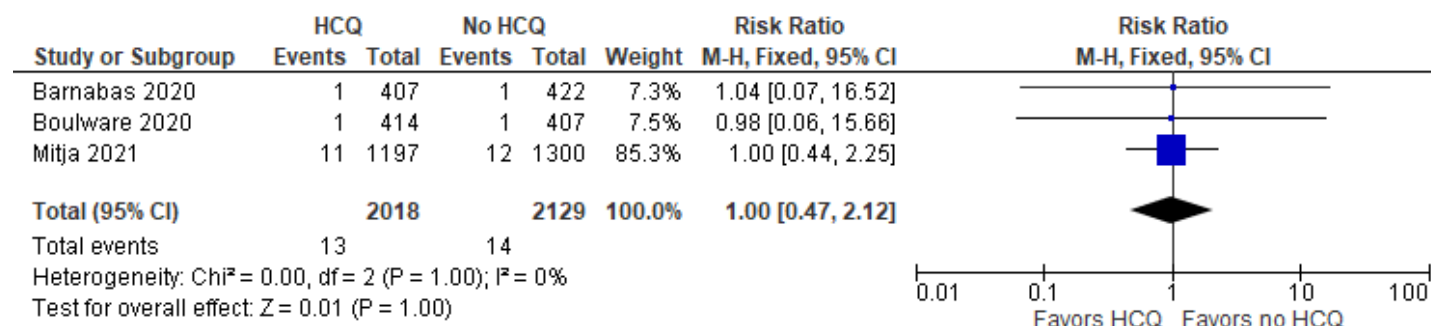 HCQ No HCQ Risk Ratio Risk Ratio
Study or Subgroup Events Total Events Total Weight M-H, Fixed, 95% CI M-H, Fixed, 95% CI
Barnabas 2020 1 407 1 422 7.3% 1.04 [0.07, 16.52]
Boulware 2020 1 414 1 407 7.5% 0.98 [0.06, 15.66]
Mitja 2021 11 1197 12 1300 85.3% 1.00 [0.44, 2.25]
Total (95% CI) 2018 2129 100.0% 1.00 [0.47, 2.12]
Total events 13 14
Heterogeneity: Chi² = 0.00, df = 2 (P = 1.00); I² = 0%
Test for overall effect: Z = 0.01 (P = 1.00)
0.01 0.1 1 10 100
Favors HCQ Favors no HCQ